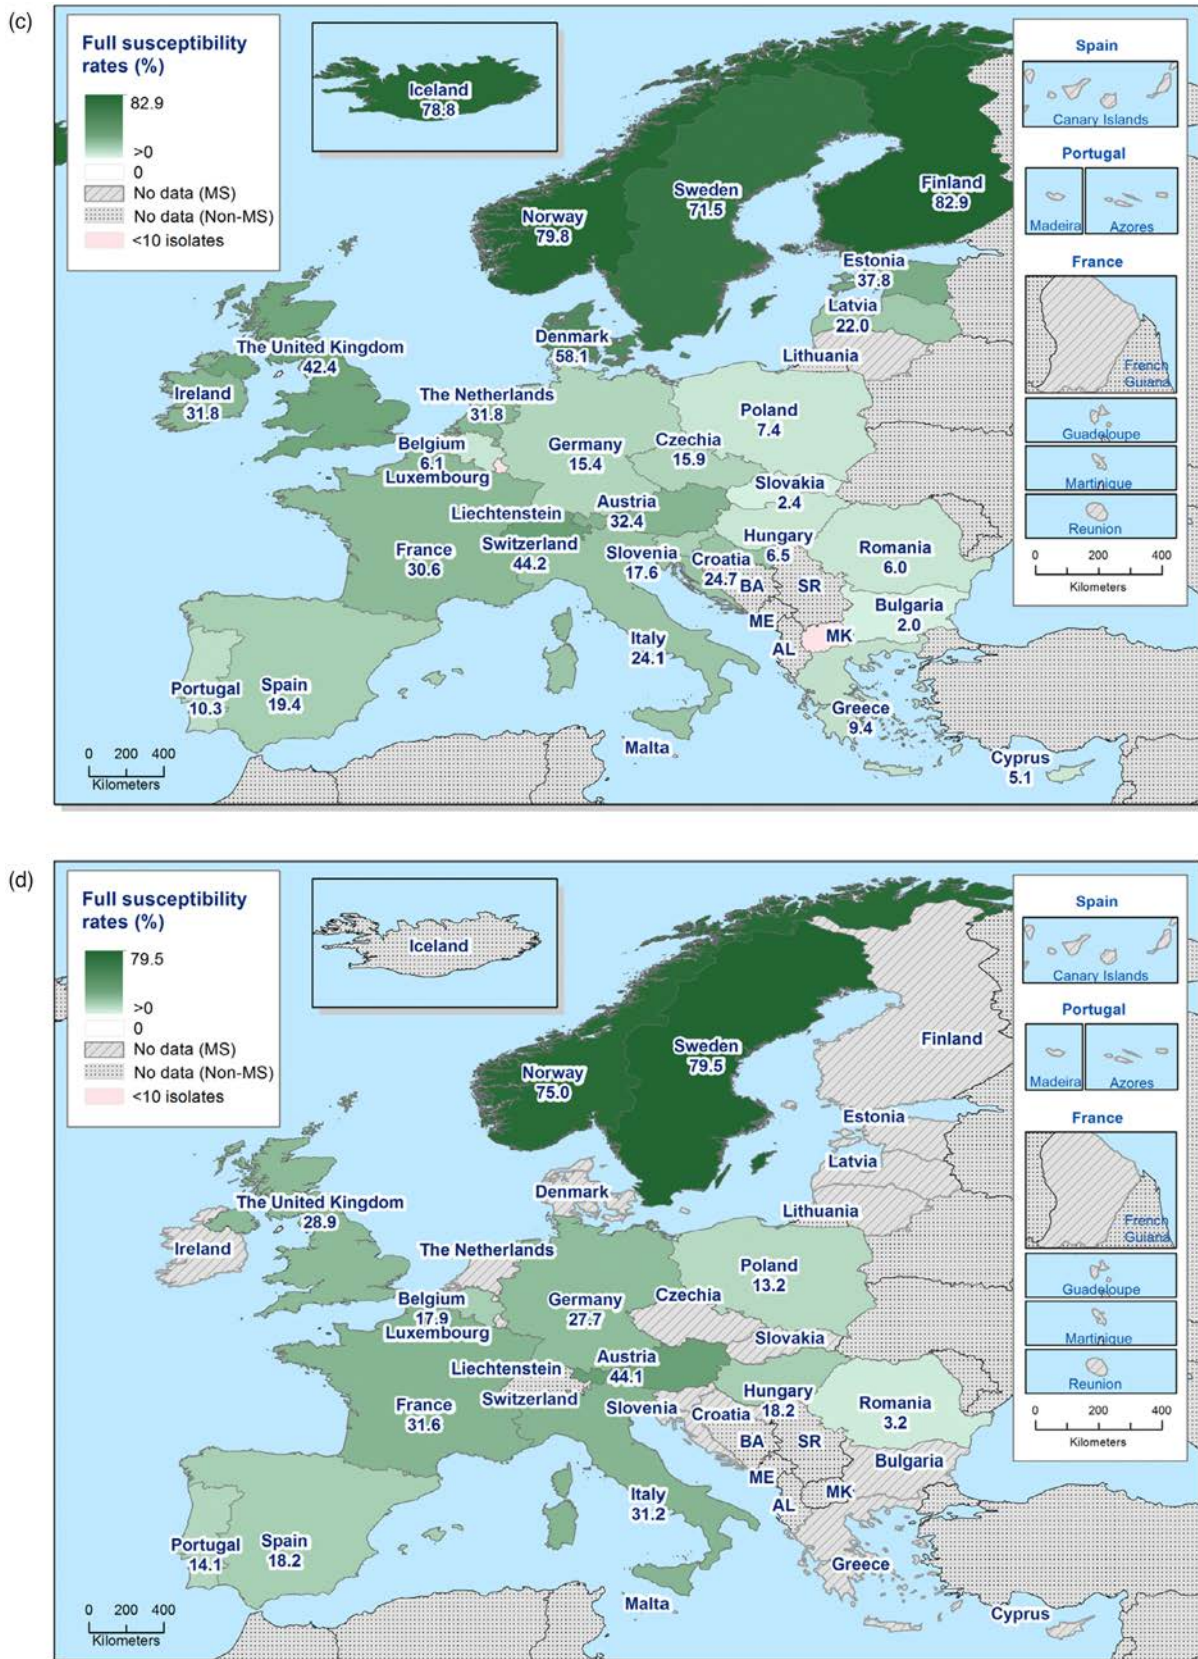 (c)
Full susceptibility
rates (%)
82.9
>0
0
No data (MS)
No data (Non-MS)
<10 isolates
Iceland
78.8
Spain
Canary Islands
Portugal
Madeira
Azores
France
French
Guiana
Guadeloupe
Martinique
Reunion
0 200 400
Kilometers
Norway
79.8
Sweden
71.5
Finland
82.9
Estonia
37.8
Latvia
22.0
Lithuania
Denmark
58.1
The United Kingdom
42.4
Ireland
31.8
The Netherlands
31.8
Belgium
6.1
Luxembourg
Germany
15.4
Poland
7.4
Czechia
15.9
Slovakia
2.4
Austria
32.4
Liechtenstein
Switzerland
44.2
France
30.6
Slovenia
17.6
Croatia
24.7
Hungary
6.5
Romania
6.0
BA
SR
Bulgaria
2.0
ME
MK
AL
Italy
24.1
Portugal
10.3
Spain
19.4
Greece
9.4
Malta
Cyprus
5.1
0 200 400
Kilometers
(d)
Full susceptibility
rates (%)
79.5
>0
0
No data (MS)
No data (Non-MS)
<10 isolates
Iceland
Spain
Canary Islands
Portugal
Madeira
Azores
France
French
Guiana
Guadeloupe
Martinique
Reunion
0 200 400
Kilometers
Norway
75.0
Sweden
79.5
Finland
Estonia
Latvia
Lithuania
Denmark
The United Kingdom
28.9
Ireland
The Netherlands
Belgium
17.9
Luxembourg
Germany
27.7
Poland
13.2
Czechia
Slovakia
Austria
44.1
Liechtenstein
Switzerland
France
31.6
Slovenia
Croatia
Hungary
18.2
Romania
3.2
BA
SR
Bulgaria
ME
MK
AL
Italy
31.2
Portugal
14.1
Spain
18.2
Greece
Malta
Cyprus
0 200 400
Kilometers